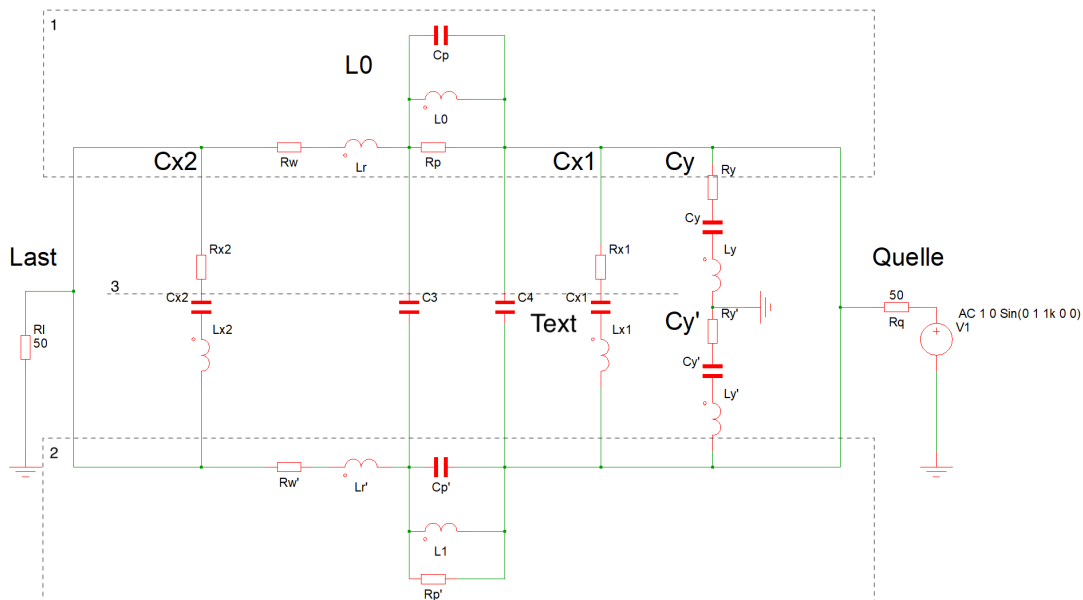 1
Cp
L0
L0
Cx2
Rw
Lr
Rp
Cx1
Cy
Ry
Cy
Ly
Last
Rx2
Rx1
Quelle
3
Cx2
C3
C4
Cx1
Lx2
Text
Lx1
Cy'
Ry'
50
Rq
AC 1 0 Sin(0 1 1k 0 0)
V1
Rl
50
Cy'
Ly'
2
Rw'
Lr'
Cp'
L1
Rp'